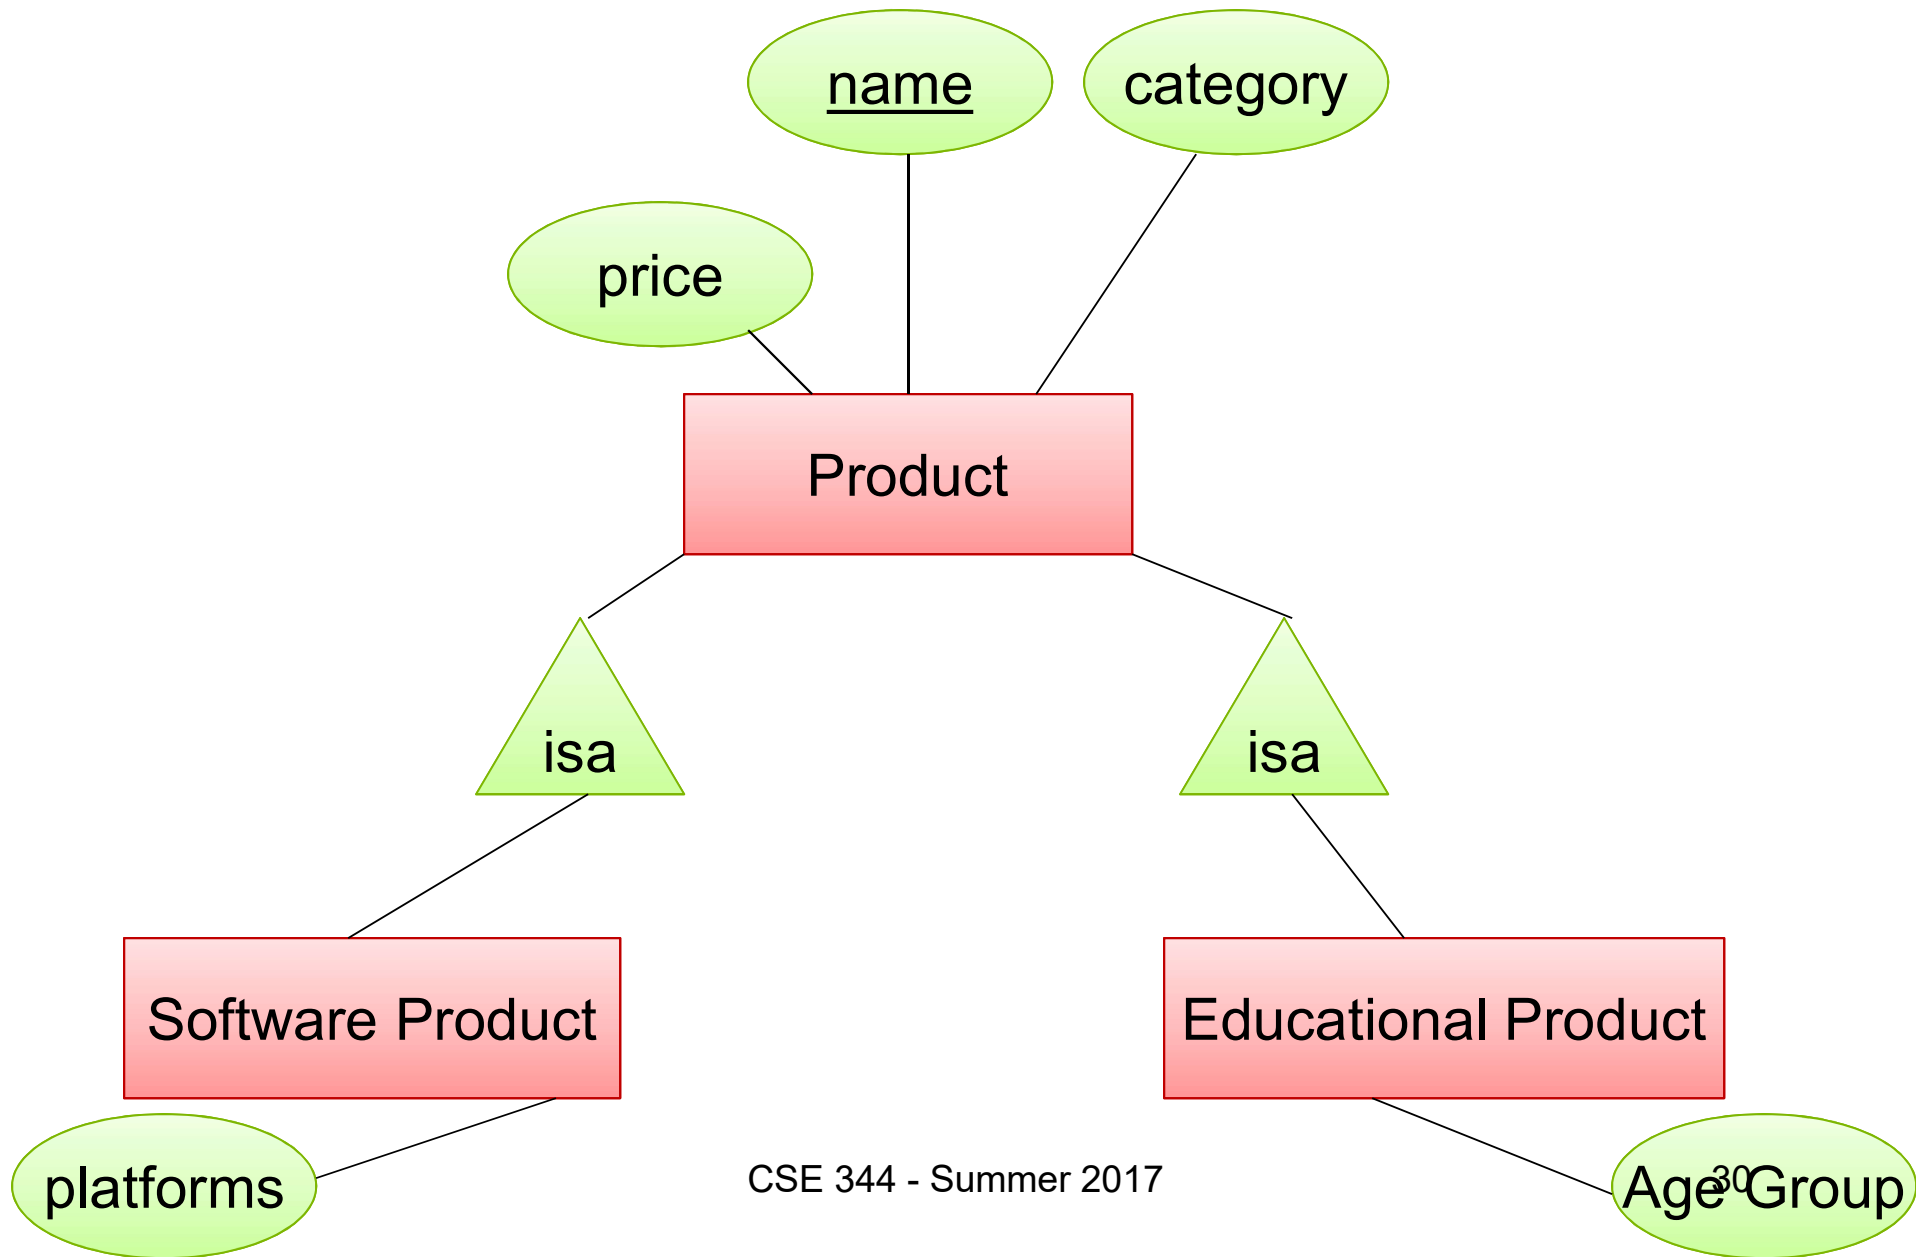 name
category
price
Product
isa
isa
Software Product
Educational Product
platforms
CSE 344 - Summer 2017
30
Age Group